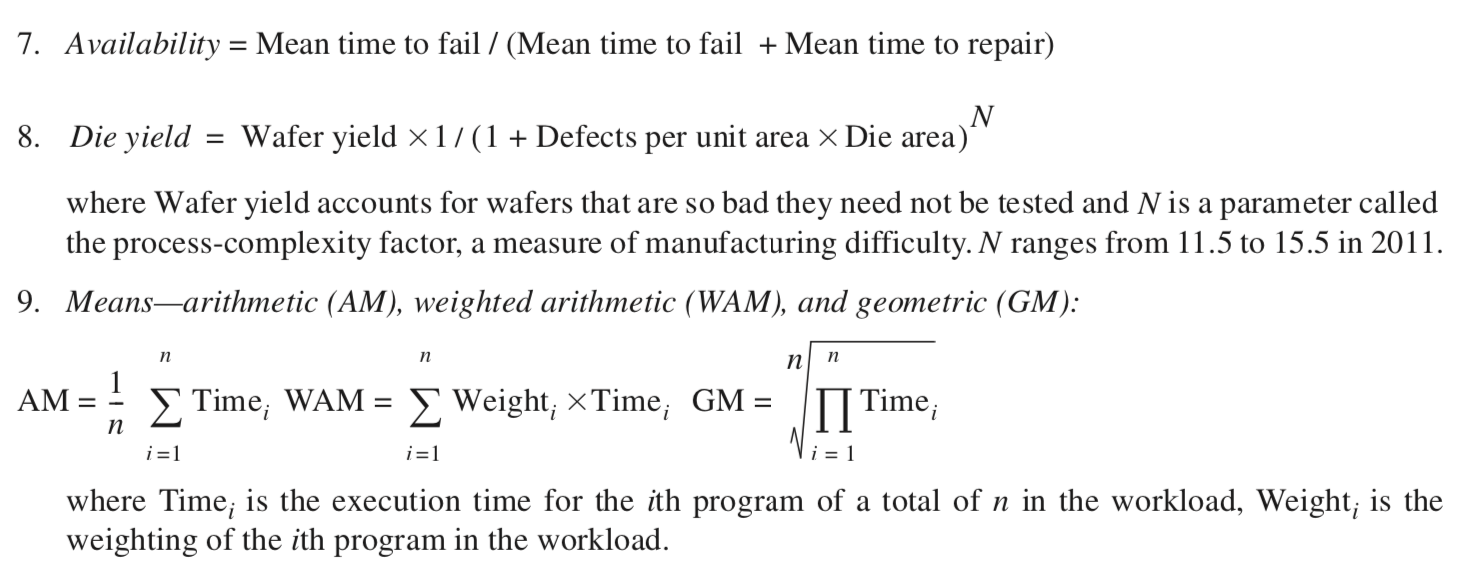 7. Availability = Mean time to fail / (Mean time to fail + Mean time to repair)
8. Die yield = Wafer yield × 1 / (1 + Defects per unit area × Die area)^N
where Wafer yield accounts for wafers that are so bad they need not be tested and N is a parameter called
the process-complexity factor, a measure of manufacturing difficulty. N ranges from 11.5 to 15.5 in 2011.
9. Means—arithmetic (AM), weighted arithmetic (WAM), and geometric (GM):
AM = 1/n ∑_{i=1}^{n} Time_i WAM = ∑_{i=1}^{n} Weight_i × Time_i GM = \sqrt[n]{∏_{i=1}^{n} Time_i}
where Time_i is the execution time for the ith program of a total of n in the workload, Weight_i is the
weighting of the ith program in the workload.